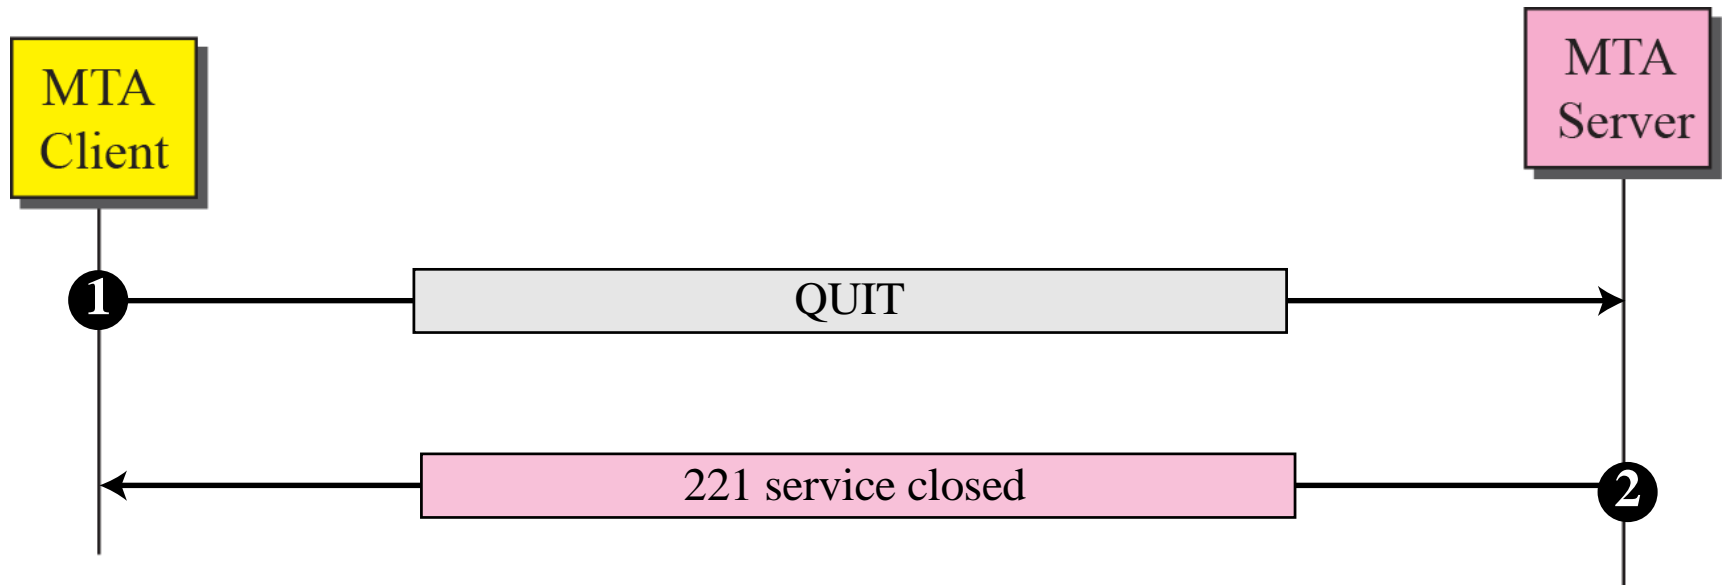 MTA
Client
MTA
Server
1
QUIT
221 service closed
2